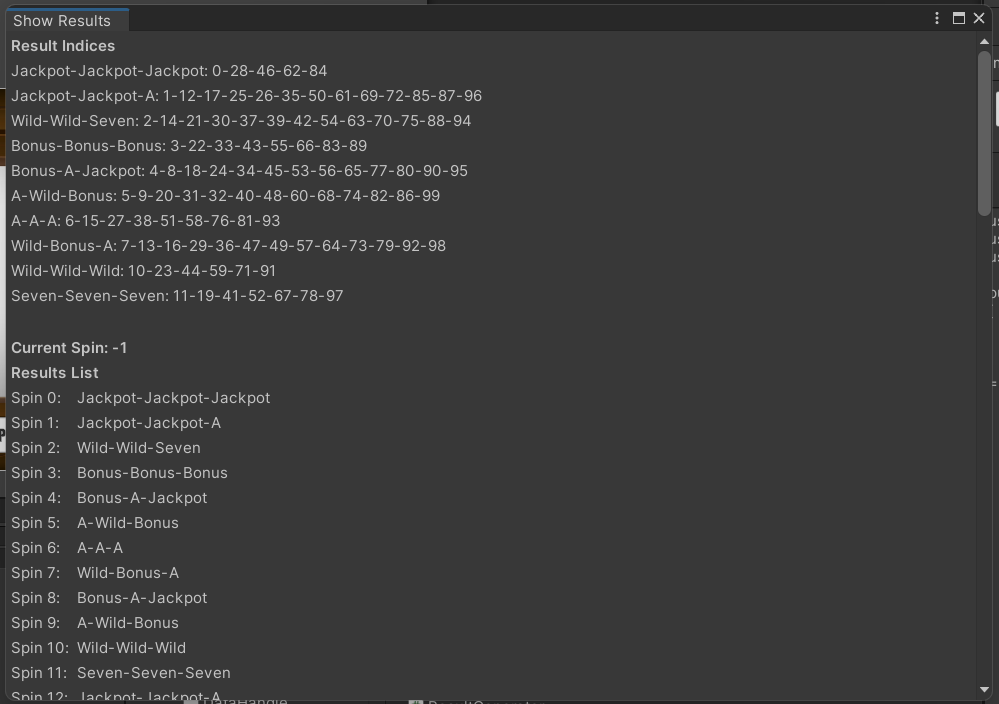 Show Results
Result Indices
Jackpot-Jackpot-Jackpot: 0-28-46-62-84
Jackpot-Jackpot-A: 1-12-17-25-26-35-50-61-69-72-85-87-96
Wild-Wild-Seven: 2-14-21-30-37-39-42-54-63-70-75-88-94
Bonus-Bonus-Bonus: 3-22-33-43-55-66-83-89
Bonus-A-Jackpot: 4-8-18-24-34-45-53-56-65-77-80-90-95
A-Wild-Bonus: 5-9-20-31-32-40-48-60-68-74-82-86-99
A-A-A: 6-15-27-38-51-58-76-81-93
Wild-Bonus-A: 7-13-16-29-36-47-49-57-64-73-79-92-98
Wild-Wild-Wild: 10-23-44-59-71-91
Seven-Seven-Seven: 11-19-41-52-67-78-97
Current Spin: -1
Results List
Spin 0: Jackpot-Jackpot-Jackpot
Spin 1: Jackpot-Jackpot-A
Spin 2: Wild-Wild-Seven
Spin 3: Bonus-Bonus-Bonus
Spin 4: Bonus-A-Jackpot
Spin 5: A-Wild-Bonus
Spin 6: A-A-A
Spin 7: Wild-Bonus-A
Spin 8: Bonus-A-Jackpot
Spin 9: A-Wild-Bonus
Spin 10: Wild-Wild-Wild
Spin 11: Seven-Seven-Seven
Spin 12: Jackpot-Jackpot-A